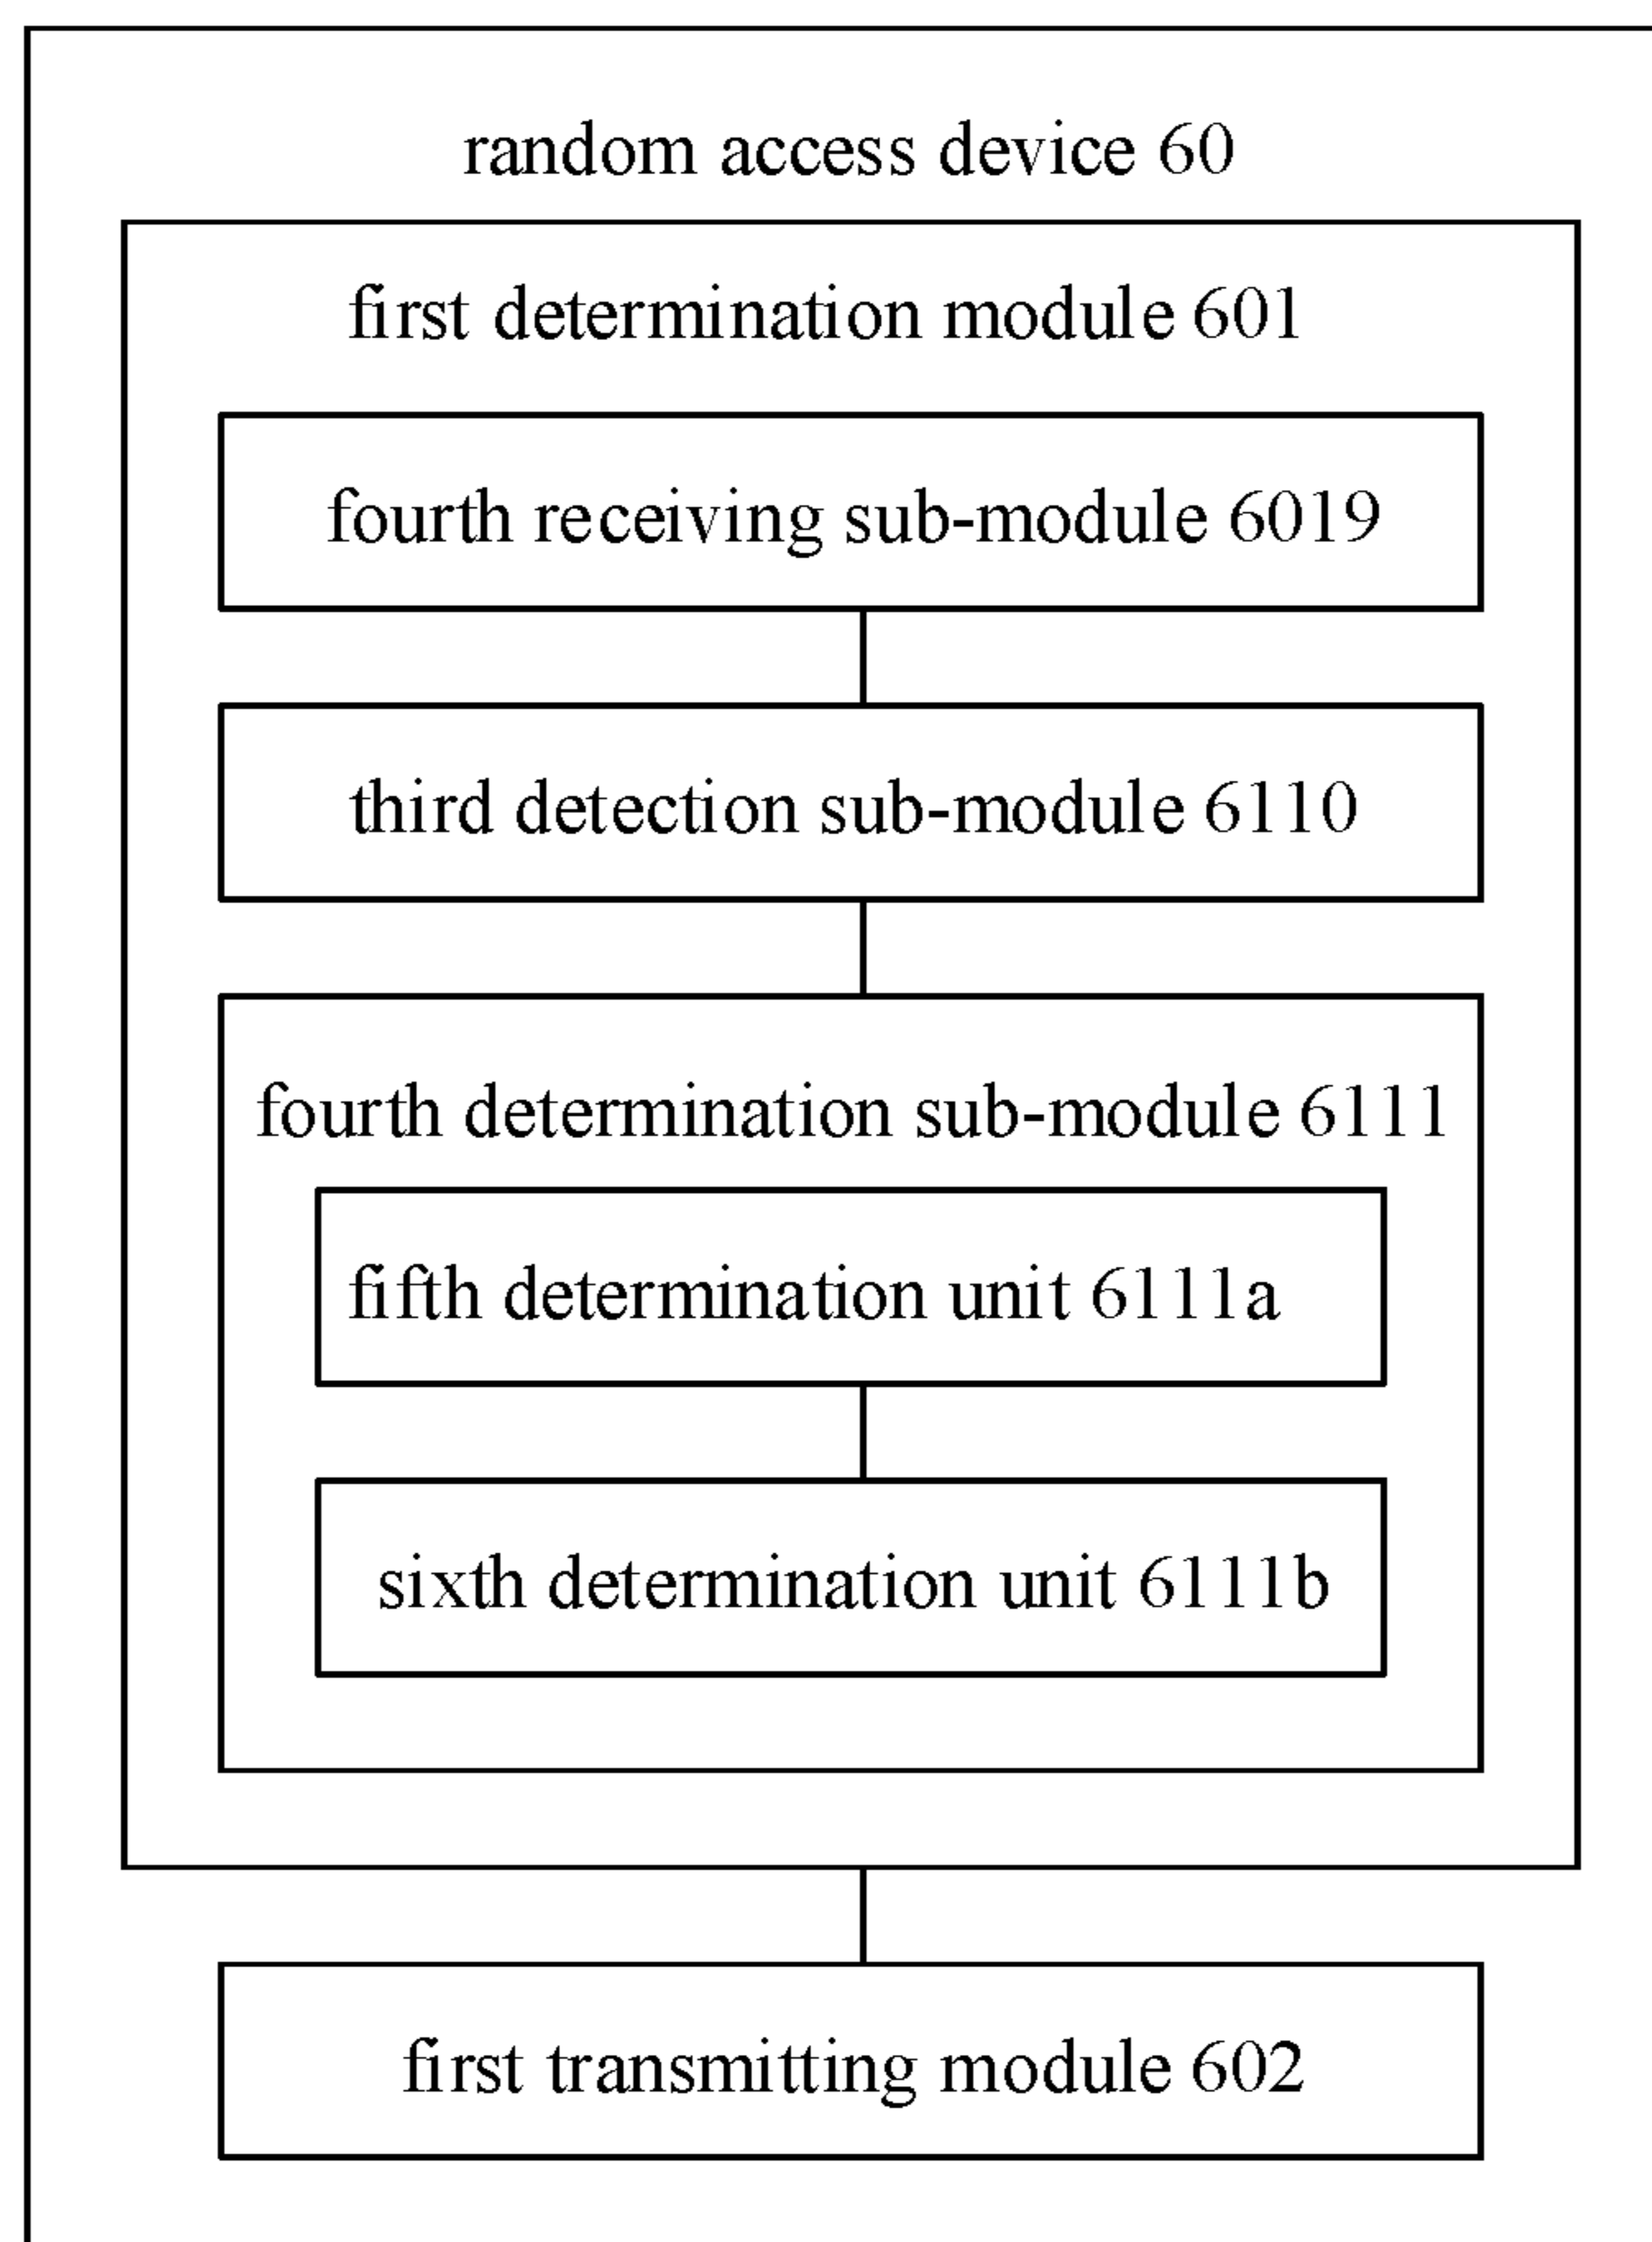 random access device 60
first determination module 601
fourth receiving sub-module 6019
third detection sub-module 6110
fourth determination sub-module 6111
fifth determination unit 6111a
sixth determination unit 6111b
first transmitting module 602